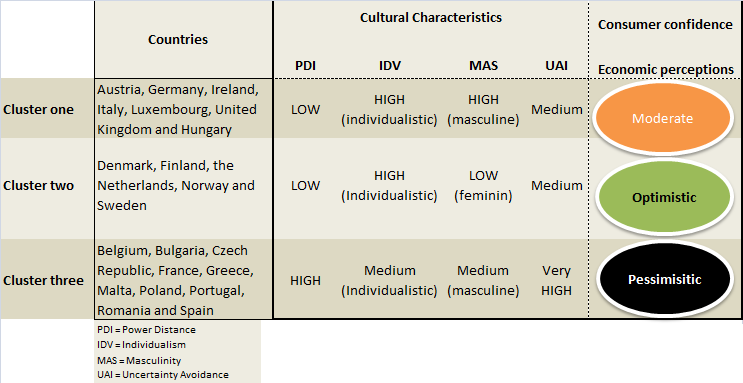 Countries
Cultural Characteristics
Consumer confidence
Economic perceptions
PDI IDV MAS UAI
Cluster one
Austria, Germany, Ireland,
Italy, Luxembourg, United
Kingdom and Hungary
LOW
HIGH
(individualistic)
HIGH
(masculine)
Medium
Moderate
Cluster two
Denmark, Finland, the
Netherlands, Norway and
Sweden
LOW
HIGH
(Individualistic)
LOW
(feminin)
Medium
Optimistic
Cluster three
Belgium, Bulgaria, Czech
Republic, France, Greece,
Malta, Poland, Portugal,
Romania and Spain
HIGH
Medium
(Individualistic)
Medium
(masculine)
Very
HIGH
Pessimisitic
PDI = Power Distance
IDV = Individualism
MAS = Masculinity
UAI = Uncertainty Avoidance